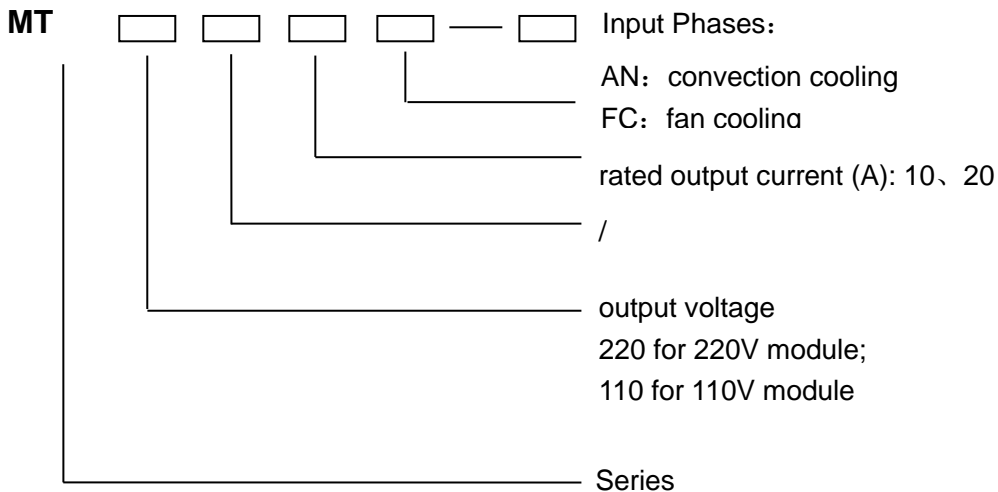 MT
Input Phases：
AN：convection cooling
FC：fan cooling
rated output current (A): 10、20
/
output voltage
220 for 220V module;
110 for 110V module
Series